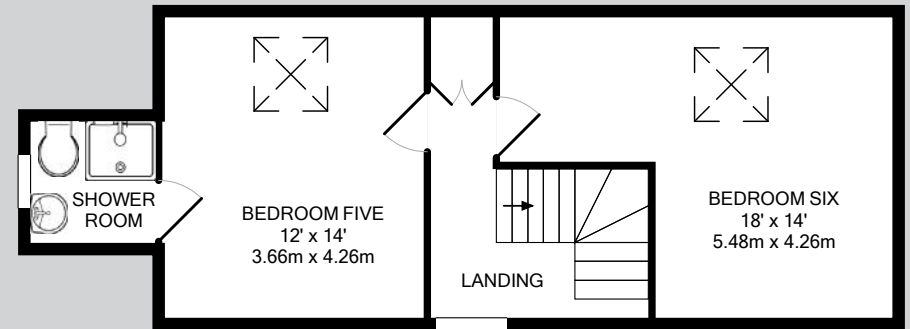 SHOWER
ROOM
BEDROOM FIVE
12' x 14'
3.66m x 4.26m
LANDING
BEDROOM SIX
18' x 14'
5.48m x 4.26m